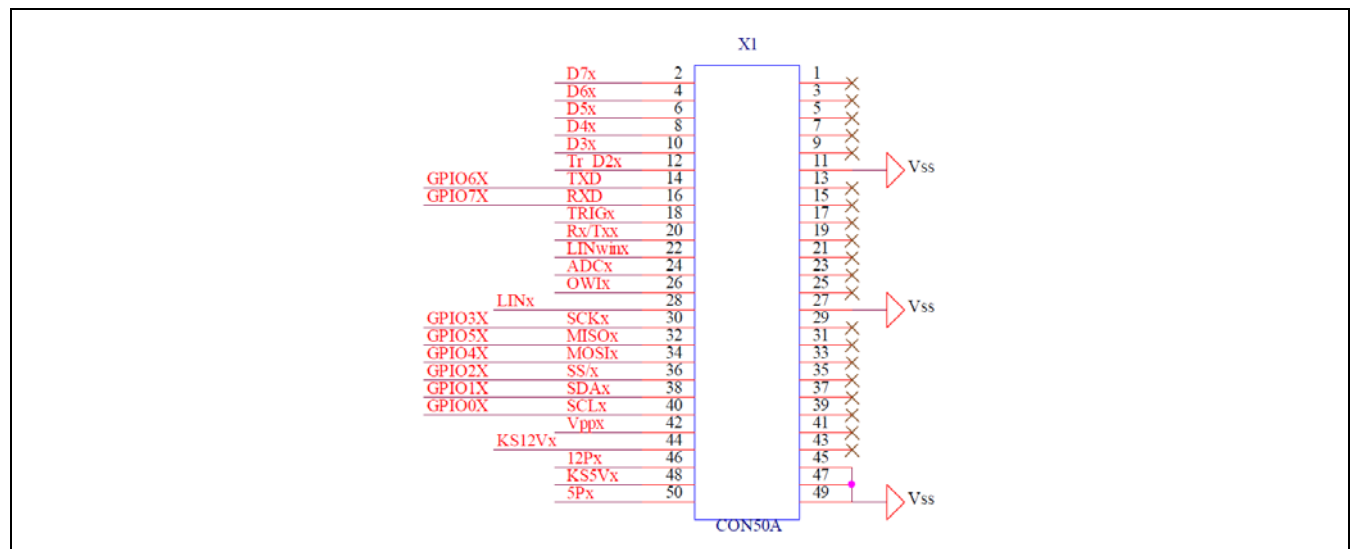 X1
D7x 2 1
D6x 4 3
D5x 6 5
D4x 8 7
D3x 10 9
Tr_D2x 12 11 Vss
GPIO6X TXD 14 13
GPIO7X RXD 16 15
TRIGx 18 17
Rx/Txx 20 19
LINwinx 22 21
ADCx 24 23
OWIx 26 25
LINx 28 27 Vss
GPIO3X SCKx 30 29
GPIO5X MISOx 32 31
GPIO4X MOSIx 34 33
GPIO2X SS/x 36 35
GPIO1X SDAx 38 37
GPIO0X SCLx 40 39
Vppx 42 41
KS12Vx 44 43
12Px 46 45
KS5Vx 48 47
5Px 50 49 Vss
CON50A